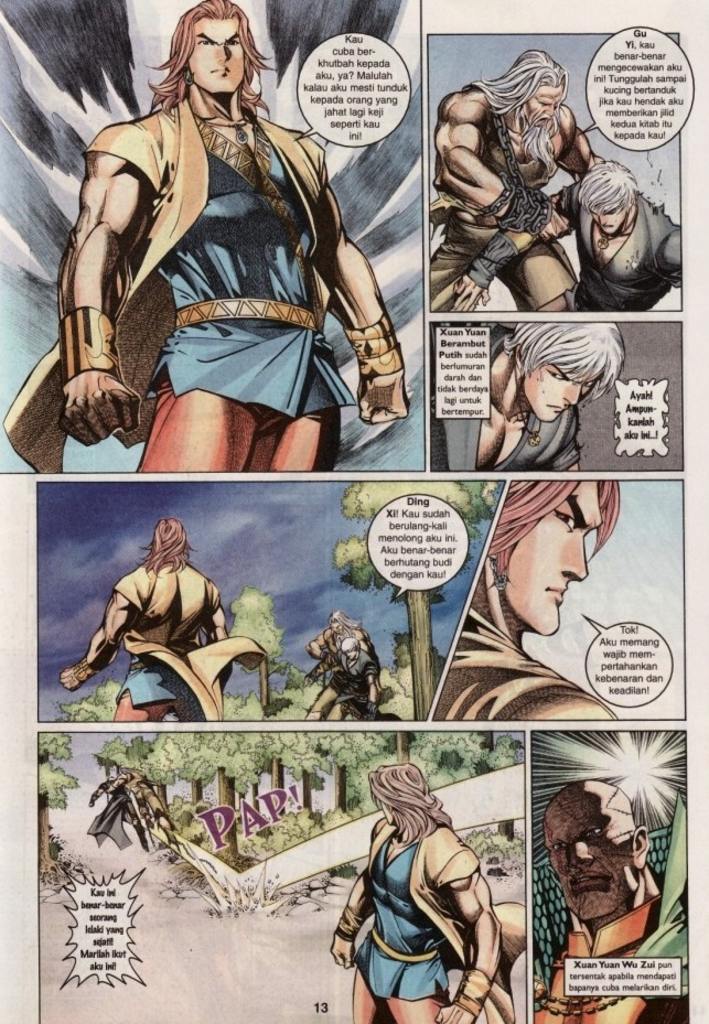 Kau
cuba ber-
khutbah kepada
aku, ya? Malulah
kalau aku mesti tunduk
kepada orang yang
jahat lagi keji
seperti kau
ini!
Gu
Yi, kau
benar-benar
mengecewakan aku
ini! Tunggulah sampai
kucing bertanduk
jika kau hendak aku
memberikan jilid
kedua kitab itu
kepada kau!
Xuan Yuan
Berambut
Putih sudah
berlumuran
darah dan
tidak berdaya
lagi untuk
bertempur.
Ayah!
Ampun-
kanlah
aku ini...!
Ding
Xi! Kau sudah
berulang-kali
menolong aku ini.
Aku benar-benar
berhutang budi
dengan kau!
Tok!
Aku memang
wajib mem-
pertahankan
kebenaran dan
keadilan!
PAP!
Kau ini
benar-benar
seorang
lelaki yang
sejati!
Marilah ikut
aku ini!
Xuan Yuan Wu Zui pun
tersentak apabila mendapati
bapanya cuba melarikan diri.
13